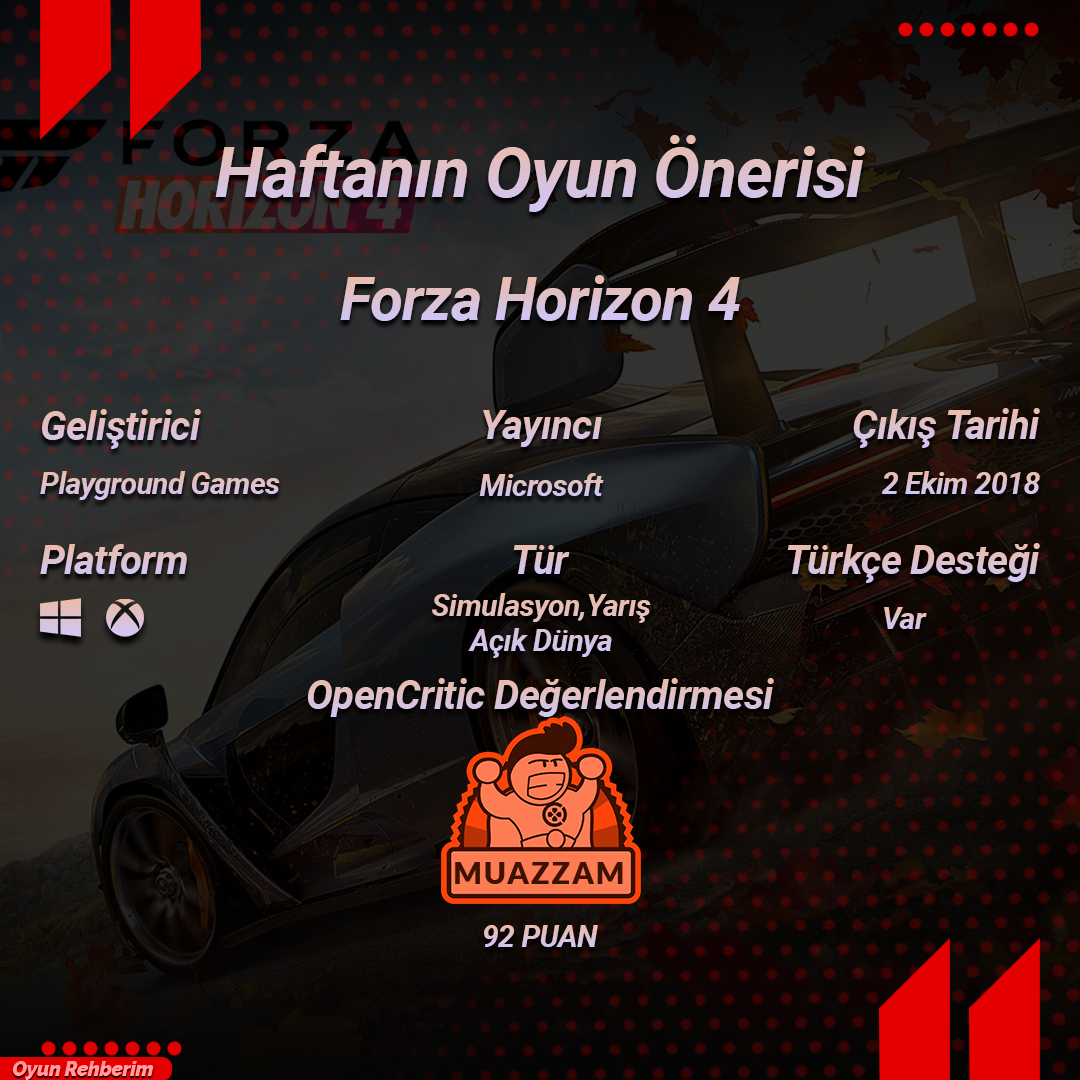 FORZA
HORIZON 4
Haftanın Oyun Önerisi
Forza Horizon 4
Geliştirici
Playground Games
Yayıncı
Microsoft
Çıkış Tarihi
2 Ekim 2018
Platform
Tür
Simulasyon,Yarış
Açık Dünya
Türkçe Desteği
Var
OpenCritic Değerlendirmesi
MUAZZAM
92 PUAN
Oyun Rehberim